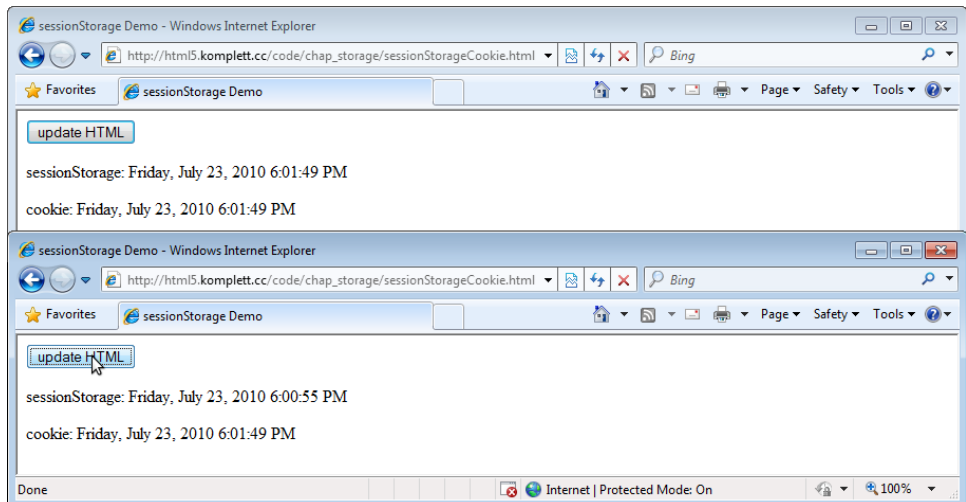 sessionStorage Demo - Windows Internet Explorer
http://html5.komplett.cc/code/chap_storage/sessionStorageCookie.html Bing
Favorites sessionStorage Demo Page Safety Tools
update HTML
sessionStorage: Friday, July 23, 2010 6:01:49 PM
cookie: Friday, July 23, 2010 6:01:49 PM
sessionStorage Demo - Windows Internet Explorer
http://html5.komplett.cc/code/chap_storage/sessionStorageCookie.html Bing
Favorites sessionStorage Demo Page Safety Tools
update HTML
sessionStorage: Friday, July 23, 2010 6:00:55 PM
cookie: Friday, July 23, 2010 6:01:49 PM
Done Internet | Protected Mode: On 100%